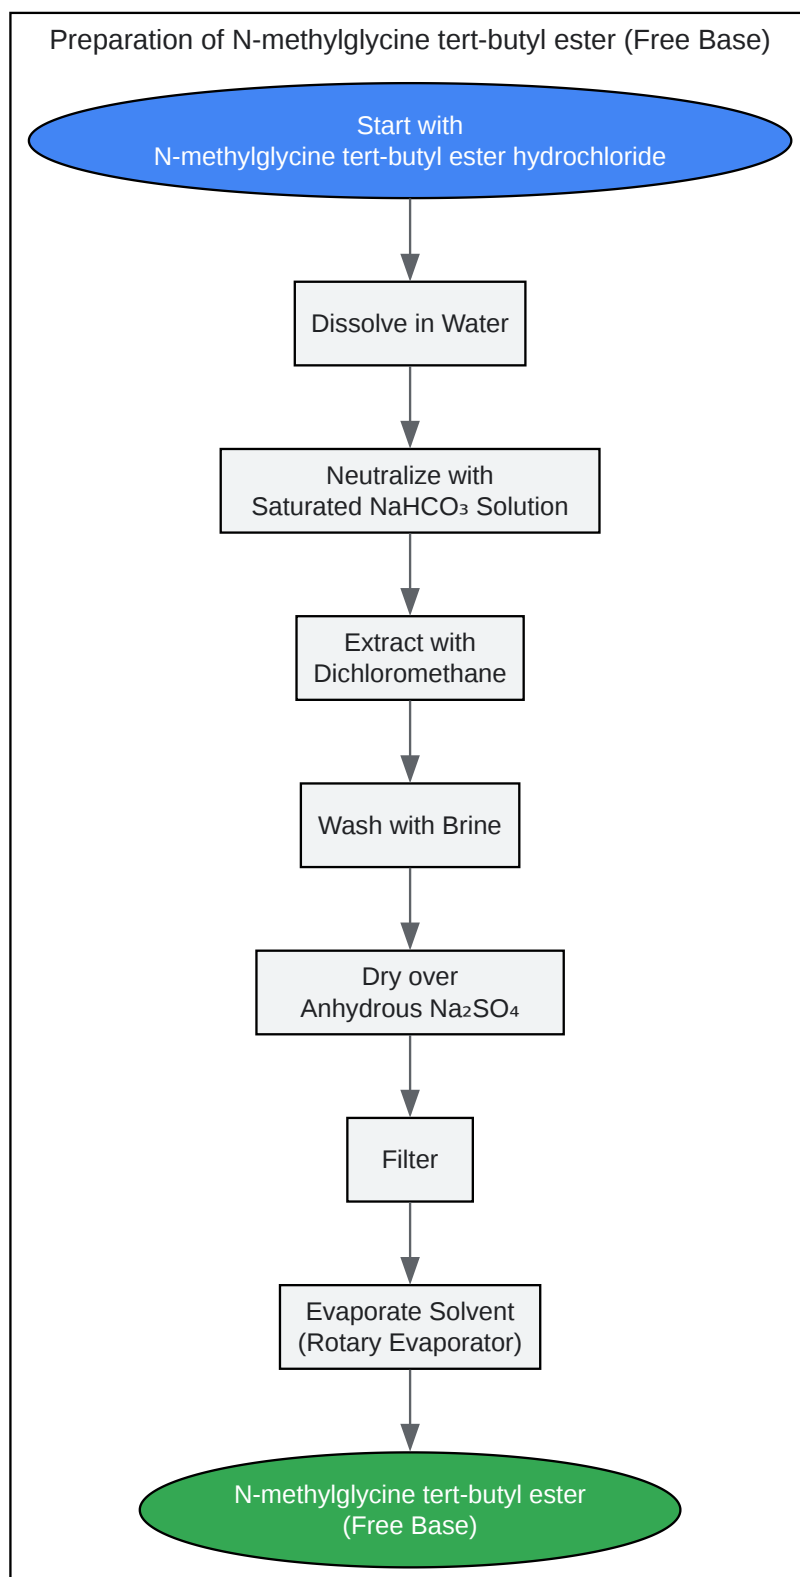 Preparation of N-methylglycine tert-butyl ester (Free Base)
Start with
N-methylglycine tert-butyl ester hydrochloride
Dissolve in Water
Neutralize with
Saturated NaHCO₃ Solution
Extract with
Dichloromethane
Wash with Brine
Dry over
Anhydrous Na₂SO₄
Filter
Evaporate Solvent
(Rotary Evaporator)
N-methylglycine tert-butyl ester
(Free Base)